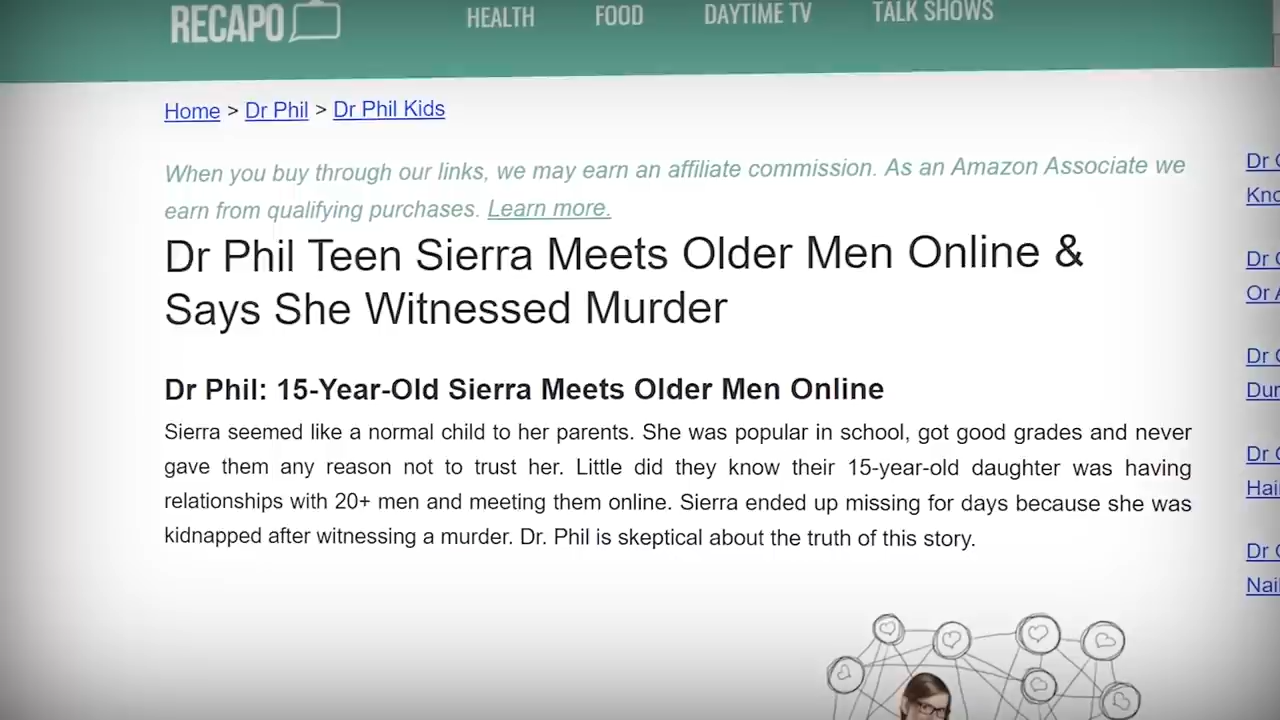 RECAPO
HEALTH FOOD DAYTIME TV TALK SHOWS
Home > Dr Phil > Dr Phil Kids
When you buy through our links, we may earn an affiliate commission. As an Amazon Associate we
earn from qualifying purchases. Learn more.
Dr Phil Teen Sierra Meets Older Men Online &
Says She Witnessed Murder
Dr Phil: 15-Year-Old Sierra Meets Older Men Online
Sierra seemed like a normal child to her parents. She was popular in school, got good grades and never
gave them any reason not to trust her. Little did they know their 15-year-old daughter was having
relationships with 20+ men and meeting them online. Sierra ended up missing for days because she was
kidnapped after witnessing a murder. Dr. Phil is skeptical about the truth of this story.
Dr
Dr
Or
Dr
Dr
Dr